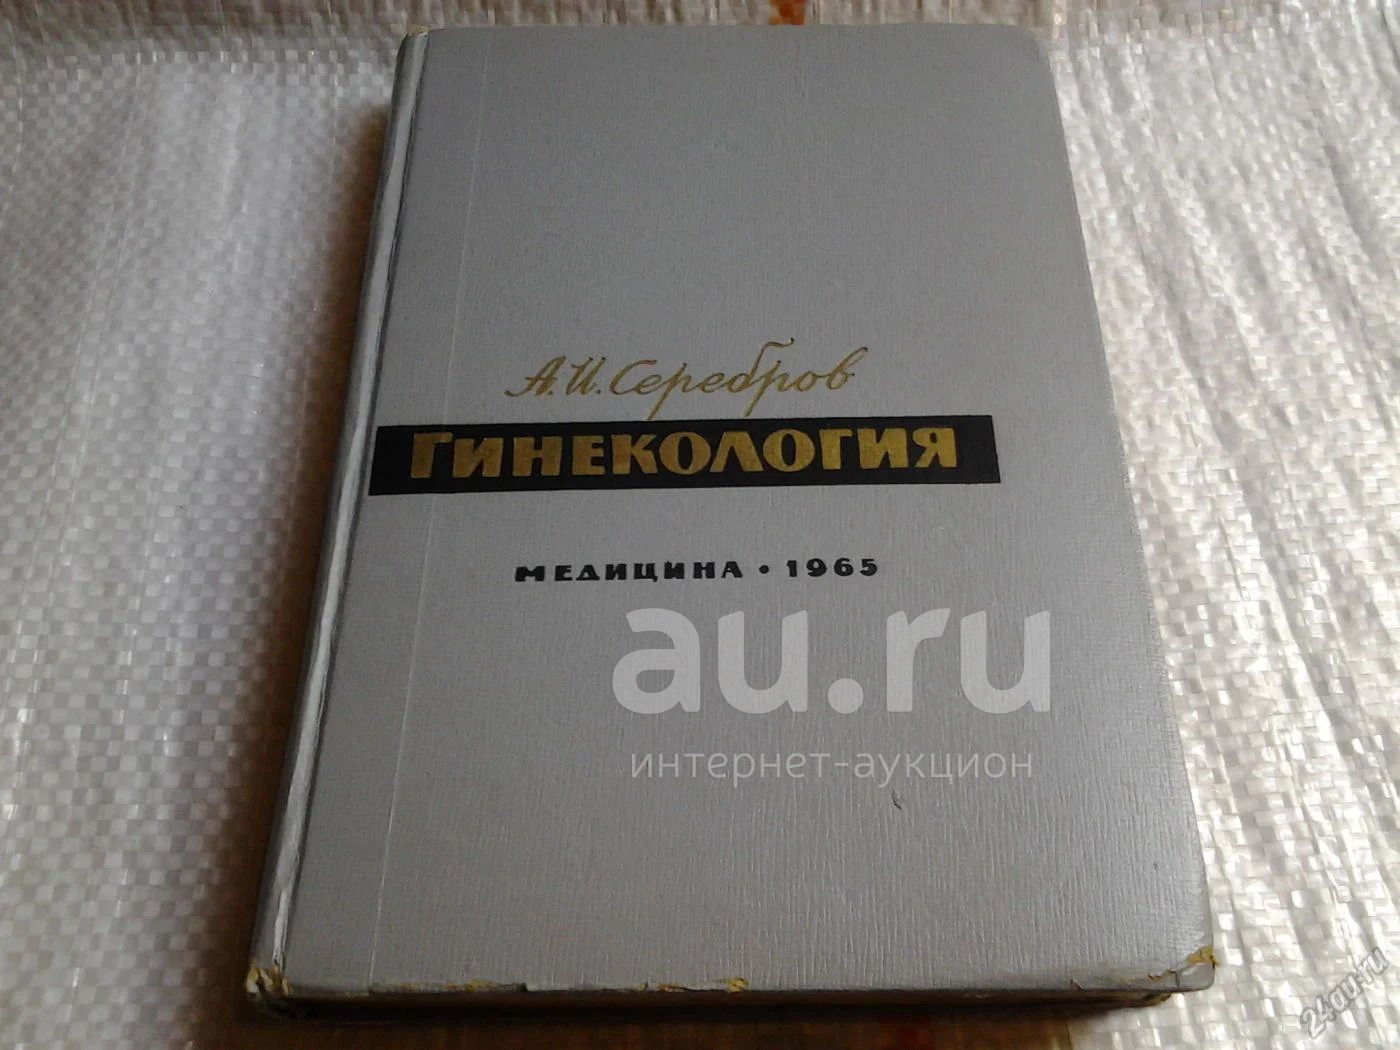 А.И. Серебров
ГИНЕКОЛОГИЯ
МЕДИЦИНА • 1965
au.ru
интернет-аукцион
24au.ru